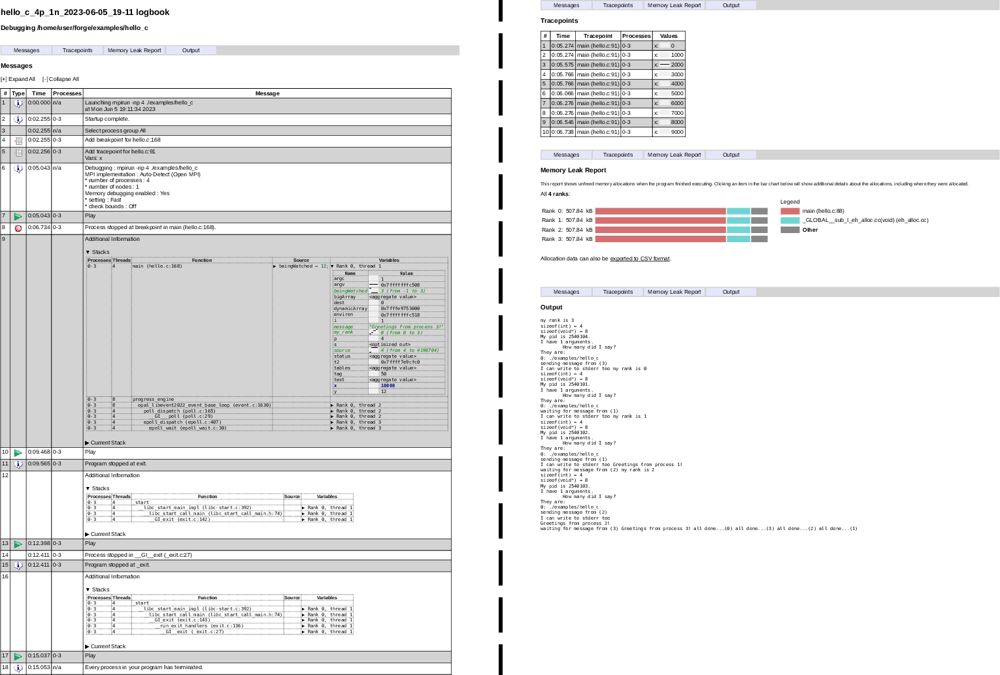 hello_c_4p_1n_2023-06-05_19-11 logbook
Debugging /home/user/forge/examples/hello_c
Messages Tracepoints Memory Leak Report Output
Messages
[+] Expand All [-] Collapse All
# Type Time Processes Message
1 0:00.000 n/a Launching mpirun -np 4 ./examples/hello_c
at Mon Jun 5 19:11:34 2023
2 0:02.255 0-3 Startup complete.
3 0:02.255 n/a Select process group All
4 0:02.255 0-3 Add breakpoint for hello.c:168
5 0:02.256 0-3 Add tracepoint for hello.c:91
Vars: x
6 0:05.043 n/a Debugging : mpirun -np 4 ./examples/hello_c
MPI implementation : Auto-Detect (Open MPI)
* number of processes : 4
* number of nodes : 1
Memory debugging enabled : Yes
* setting : Fast
* check bounds : Off
7 0:05.043 0-3 Play
8 0:06.734 0-3 Process stopped at breakpoint in main (hello.c:168).
9 Additional Information
▼ Stacks
Processes Threads Function Source Variables
0-3 4 main (hello.c:168) ▶ beingWatched = 12; ▼ Rank 0, thread 1
Name Value
argc 1
argv 0x7fffffffc508
beingWatched 3 (from -1 to 3)
bigArray <aggregate value>
dest 0
dynamicArray 0x7fffe9753000
environ 0x7fffffffc518
i 1
message "Greetings from process 3!"
my_rank 0 (from 0 to 3)
p 4
s <optimized out>
source 4 (from 4 to 4198704)
status <aggregate value>
t2 0x7ffff7e9cfc0
tables <aggregate value>
tag 50
test <aggregate value>
x 10000
y 12
0-3 8 progress_engine
0-3 8 opal_libevent2022_event_base_loop (event.c:1630)
0-3 4 poll_dispatch (poll.c:165) ▶ Rank 0, thread 2
0-3 4 __GI___poll (poll.c:29) ▶ Rank 0, thread 2
0-3 4 epoll_dispatch (epoll.c:407) ▶ Rank 0, thread 3
0-3 4 epoll_wait (epoll_wait.c:30) ▶ Rank 0, thread 3
▶ Current Stack
10 0:09.468 0-3 Play
11 0:09.565 0-3 Program stopped at exit.
12 Additional Information
▼ Stacks
Processes Threads Function Source Variables
0-3 4 _start
0-3 4 __libc_start_main_impl (libc-start.c:392) ▶ Rank 0, thread 1
0-3 4 __libc_start_call_main (libc_start_call_main.h:74) ▶ Rank 0, thread 1
0-3 4 __GI_exit (exit.c:142) ▶ Rank 0, thread 1
▶ Current Stack
13 0:12.398 0-3 Play
14 0:12.411 0-3 Process stopped in __GI__exit (_exit.c:27)
15 0:12.411 0-3 Program stopped at _exit.
16 Additional Information
▼ Stacks
Processes Threads Function Source Variables
0-3 4 _start
0-3 4 __libc_start_main_impl (libc-start.c:392) ▶ Rank 0, thread 1
0-3 4 __libc_start_call_main (libc_start_call_main.h:74) ▶ Rank 0, thread 1
0-3 4 __GI_exit (exit.c:143) ▶ Rank 0, thread 1
0-3 4 __run_exit_handlers (exit.c:136) ▶ Rank 0, thread 1
0-3 4 __GI__exit (_exit.c:27) ▶ Rank 0, thread 1
▶ Current Stack
17 0:15.037 0-3 Play
18 0:15.053 n/a Every process in your program has terminated.
Messages Tracepoints Memory Leak Report Output
Tracepoints
# Time Tracepoint Processes Values
1 0:05.274 main (hello.c:91) 0-3 x: 0
2 0:05.274 main (hello.c:91) 0-3 x: 1000
3 0:05.575 main (hello.c:91) 0-3 x: 2000
4 0:05.766 main (hello.c:91) 0-3 x: 3000
5 0:05.766 main (hello.c:91) 0-3 x: 4000
6 0:06.066 main (hello.c:91) 0-3 x: 5000
7 0:06.276 main (hello.c:91) 0-3 x: 6000
8 0:06.276 main (hello.c:91) 0-3 x: 7000
9 0:06.546 main (hello.c:91) 0-3 x: 8000
10 0:06.738 main (hello.c:91) 0-3 x: 9000
Messages Tracepoints Memory Leak Report Output
Memory Leak Report
This report shows unfreed memory allocations when the program finished executing. Clicking an item in the bar chart below will show additional details about the allocations, including where they were allocated.
All 4 ranks:
Legend
Rank 0: 507.84 kB main (hello.c:88)
Rank 1: 507.84 kB _GLOBAL__sub_I_eh_alloc.cc(void) (eh_alloc.cc)
Rank 2: 507.84 kB Other
Rank 3: 507.84 kB
Allocation data can also be exported to CSV format.
Messages Tracepoints Memory Leak Report Output
Output
my rank is 3
sizeof(int) = 4
sizeof(void*) = 8
My pid is 2540104.
I have 1 arguments.
How many did I say?
They are:
0: ./examples/hello_c
sending message from (3)
I can write to stderr too my rank is 0
sizeof(int) = 4
sizeof(void*) = 8
My pid is 2540101.
I have 1 arguments.
How many did I say?
They are:
0: ./examples/hello_c
waiting for message from (1)
I can write to stderr too my rank is 1
sizeof(int) = 4
sizeof(void*) = 8
My pid is 2540102.
I have 1 arguments.
How many did I say?
They are:
0: ./examples/hello_c
sending message from (1)
I can write to stderr too Greetings from process 1!
waiting for message from (2) my rank is 2
sizeof(int) = 4
sizeof(void*) = 8
My pid is 2540103.
I have 1 arguments.
How many did I say?
They are:
0: ./examples/hello_c
sending message from (2)
I can write to stderr too
Greetings from process 2!
waiting for message from (3) Greetings from process 3! all done...(0) all done...(3) all done...(2) all done...(1)